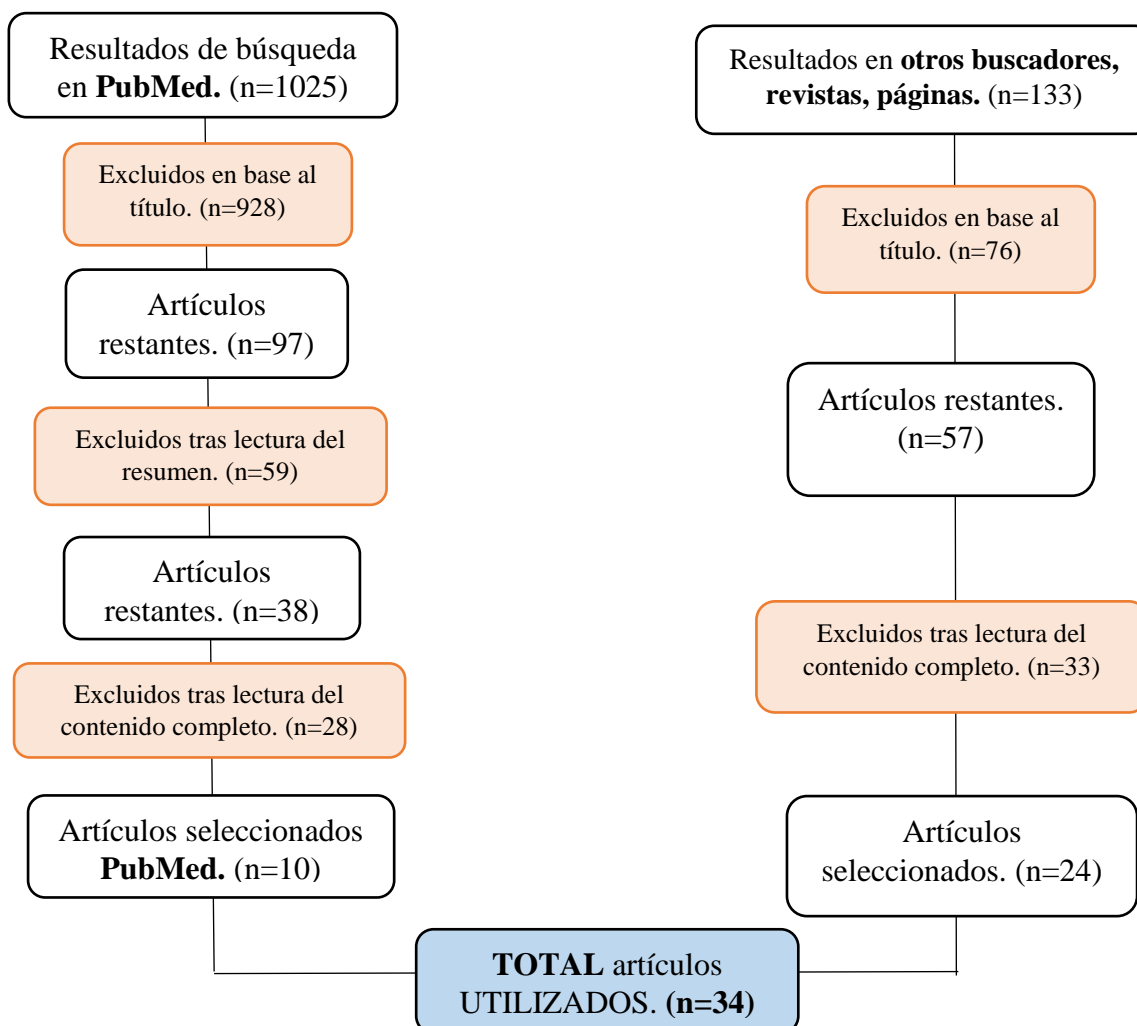 Resultados de búsqueda
en PubMed. (n=1025)
Excluidos en base al
título. (n=928)
Artículos
restantes. (n=97)
Excluidos tras lectura del
resumen. (n=59)
Artículos
restantes. (n=38)
Excluidos tras lectura del
contenido completo. (n=28)
Artículos seleccionados
PubMed. (n=10)
Resultados en otros buscadores,
revistas, páginas. (n=133)
Excluidos en base al
título. (n=76)
Artículos restantes.
(n=57)
Excluidos tras lectura del
contenido completo. (n=33)
Artículos
seleccionados. (n=24)
TOTAL artículos
UTILIZADOS. (n=34)